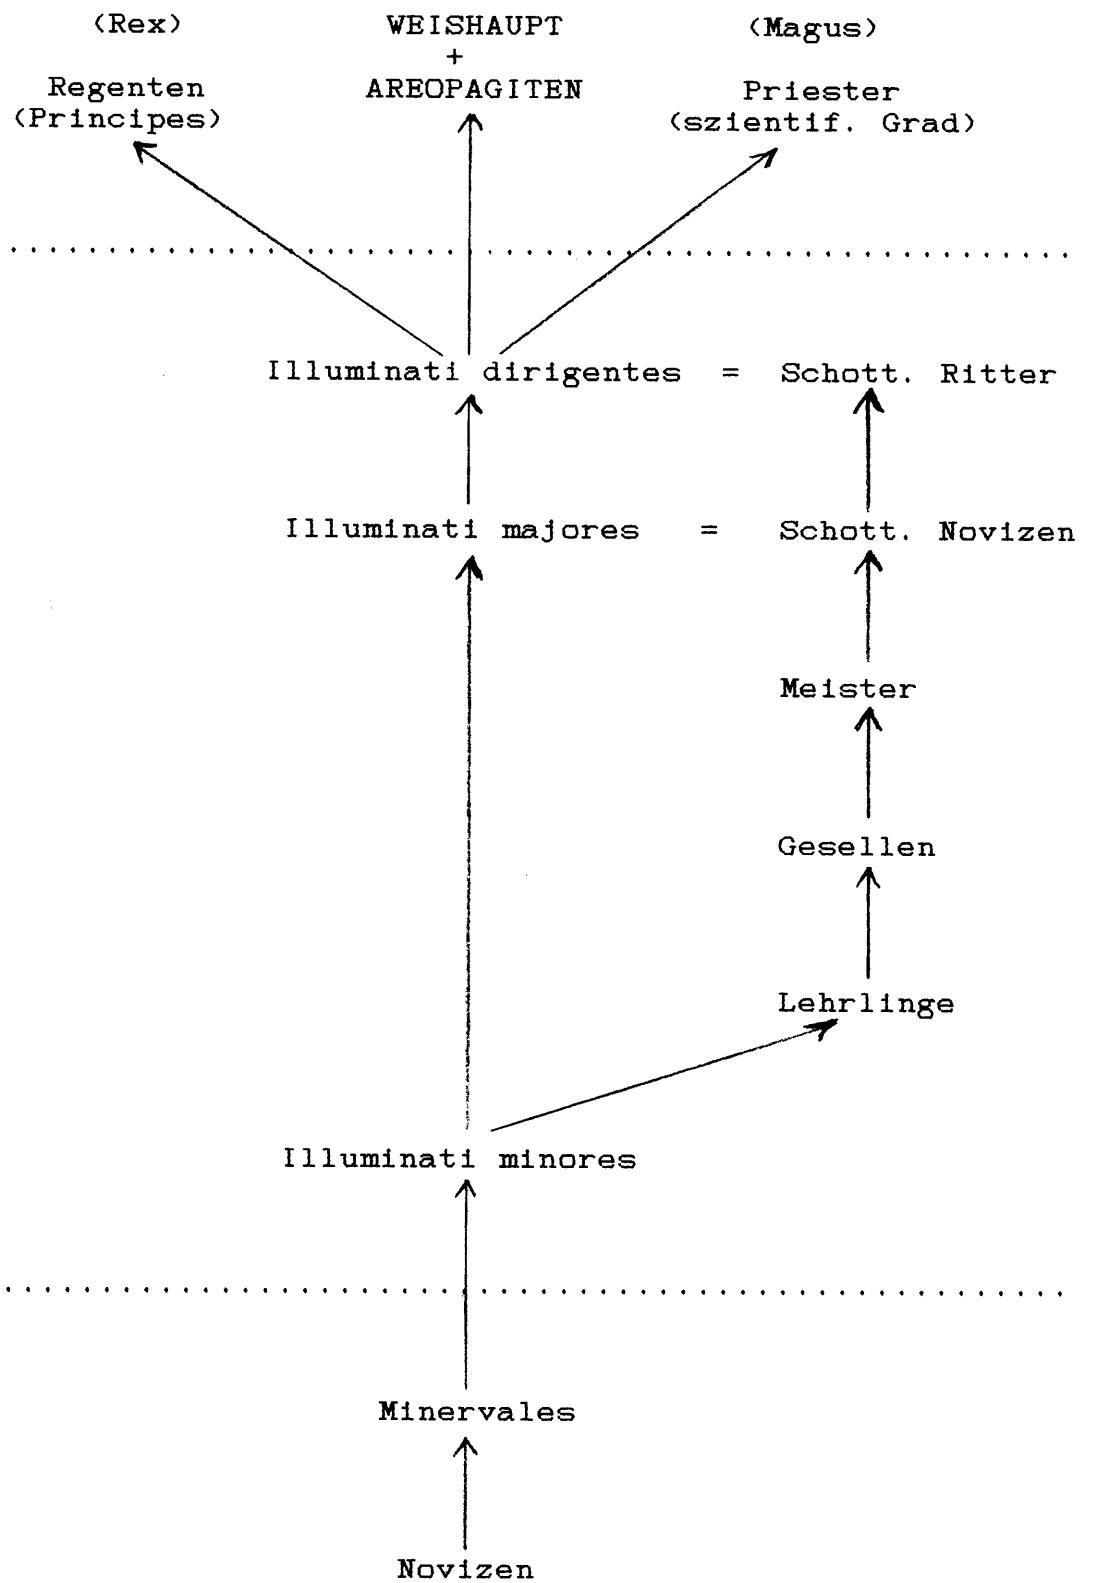 (Rex) WEISHAUPT (Magus)
+
Regenten AREOPAGITEN Priester
(Principes) (szientif. Grad)
Illuminati dirigentes = Schott. Ritter
Illuminati majores = Schott. Novizen
Meister
Gesellen
Lehrlinge
Illuminati minores
Minervales
Novizen